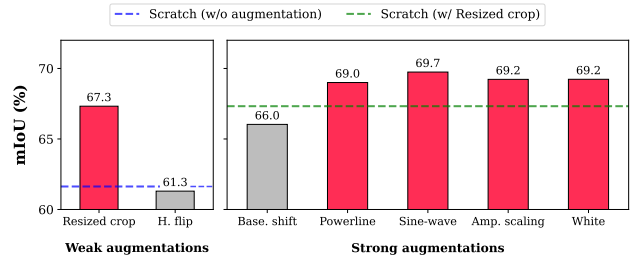 Scratch (w/o augmentation) Scratch (w/ Resized crop)
mIoU (%)
70
65
60
67.3
61.3
66.0
69.0
69.7
69.2
69.2
Resized crop H. flip Base. shift Powerline Sine-wave Amp. scaling White
Weak augmentations Strong augmentations